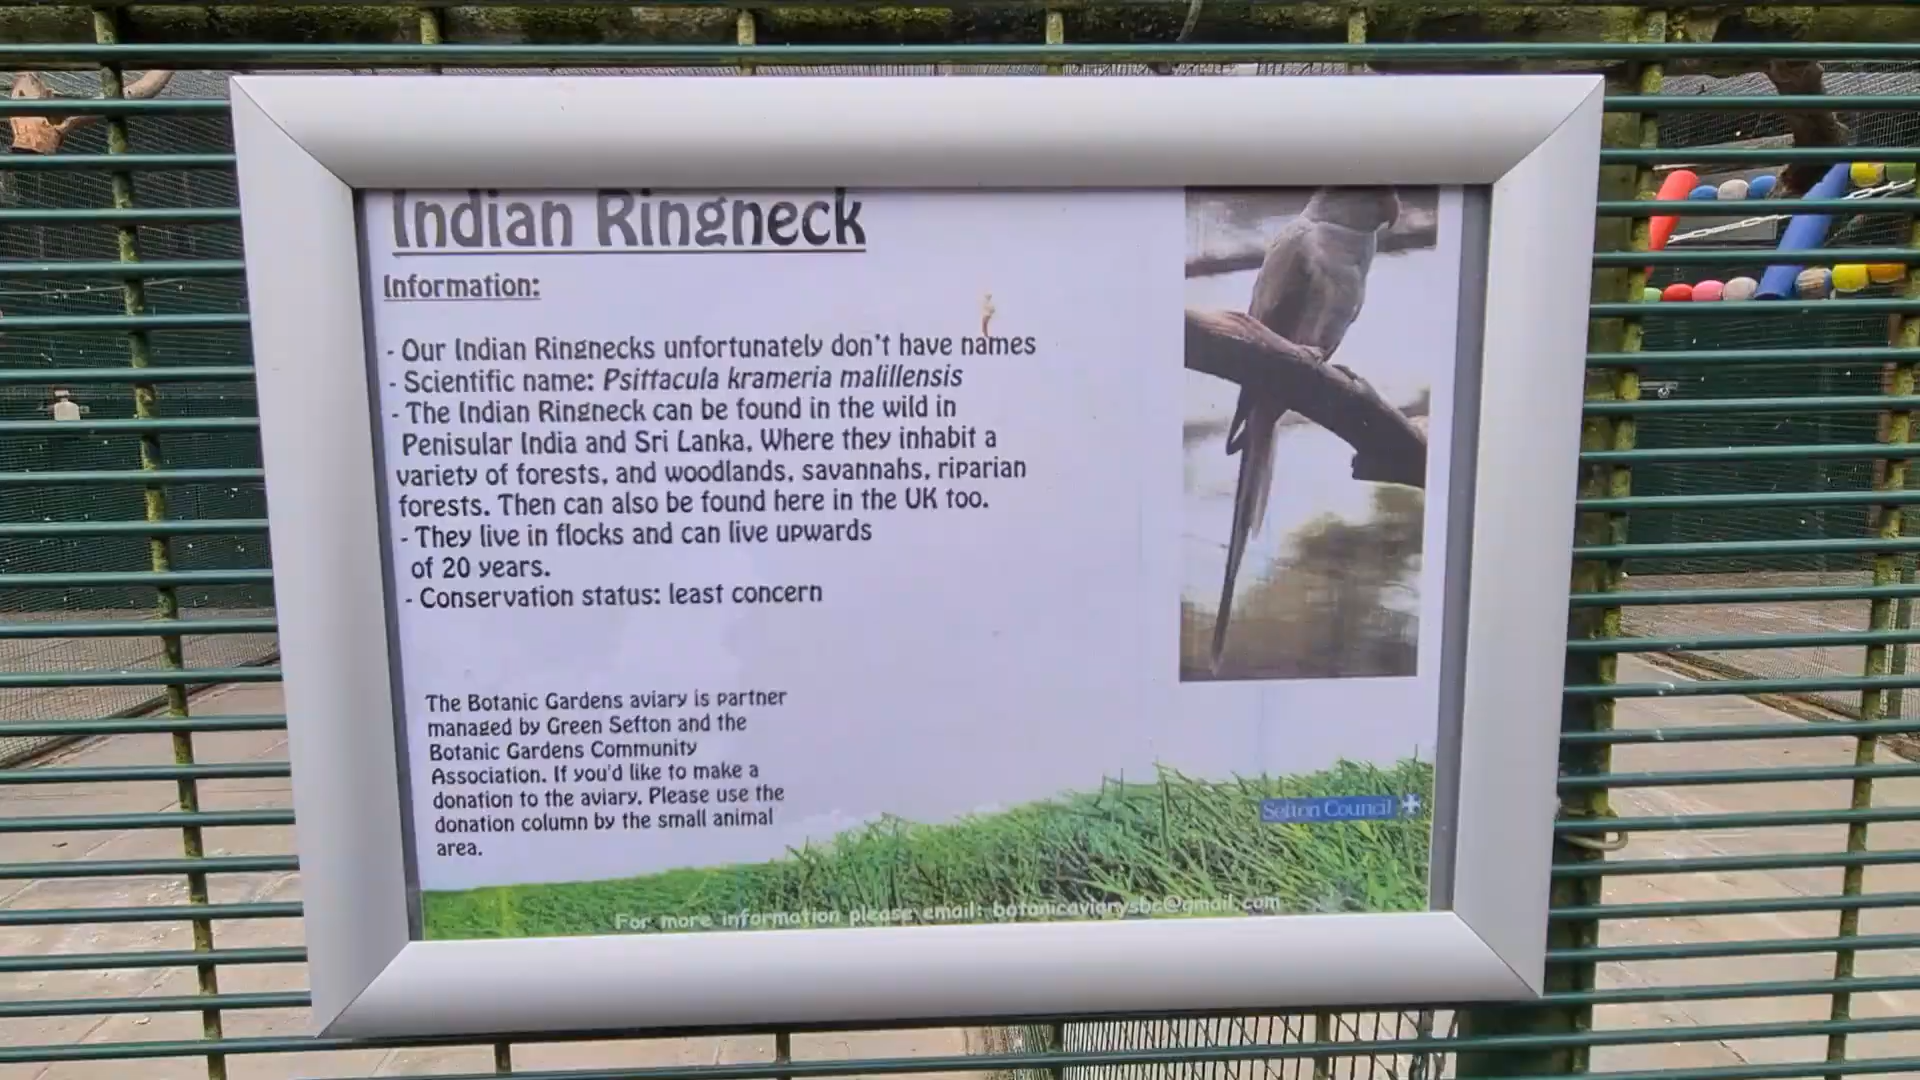 Indian Ringneck
Information:
- Our Indian Ringnecks unfortunately don't have names
- Scientific name: Psittacula krameria malillensis
- The Indian Ringneck can be found in the wild in
Penisular India and Sri Lanka, Where they inhabit a
variety of forests, and woodlands, savannahs, riparian
forests. Then can also be found here in the UK too.
- They live in flocks and can live upwards
of 20 years.
- Conservation status: least concern
The Botanic Gardens aviary is partner
managed by Green Sefton and the
Botanic Gardens Community
Association. If you'd like to make a
donation to the aviary. Please use the
donation column by the small animal
area.
Sefton Council
For more information please email: botanicaviarysbc@gmail.com